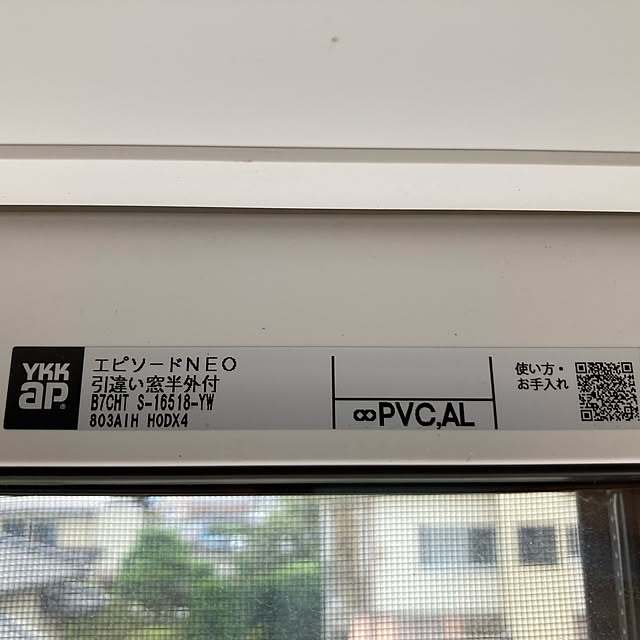 YKK
ap®
エピソードNEO
引違い窓半外付
B7CHT S-16518-YW
803AIH H0DX4
∞PVC,AL
使い方・
お手入れ